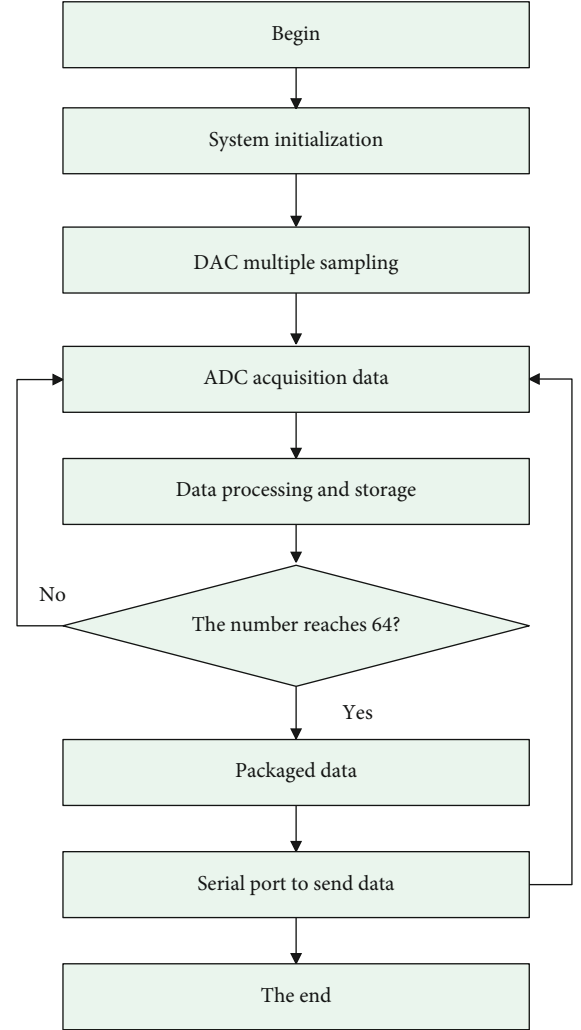 Begin
System initialization
DAC multiple sampling
ADC acquisition data
Data processing and storage
No
The number reaches 64?
Yes
Packaged data
Serial port to send data
The end